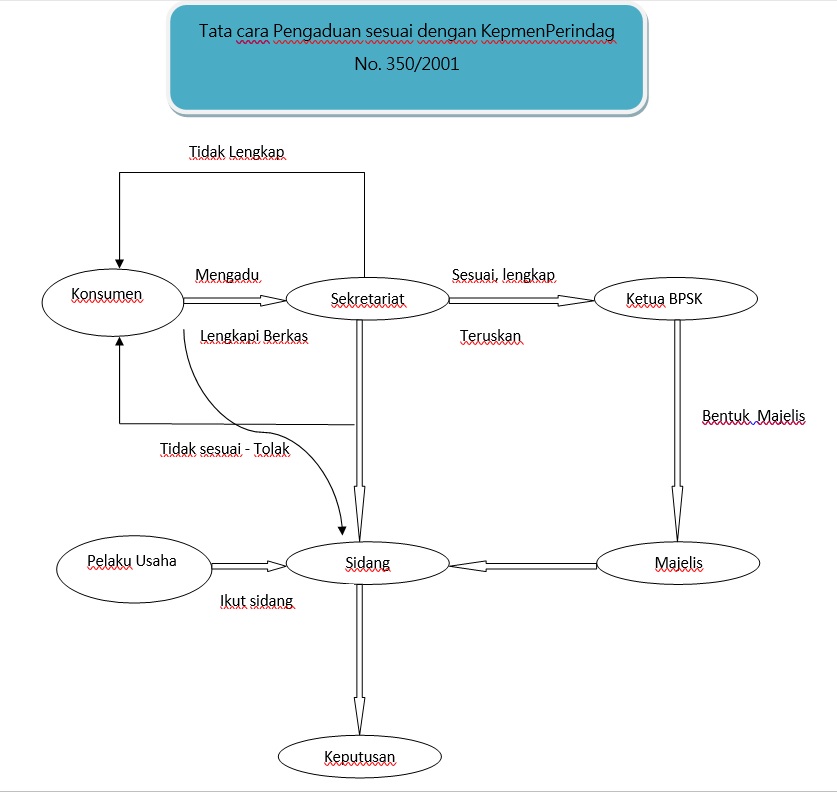 Tata cara Pengaduan sesuai dengan KepmenPerindag
No. 350/2001
Tidak Lengkap
Mengadu
Sesuai, lengkap
Konsumen
Sekretariat
Ketua BPSK
Lengkapi Berkas
Teruskan
Bentuk Majelis
Tidak sesuai - Tolak
Pelaku Usaha
Sidang
Majelis
Ikut sidang
Keputusan